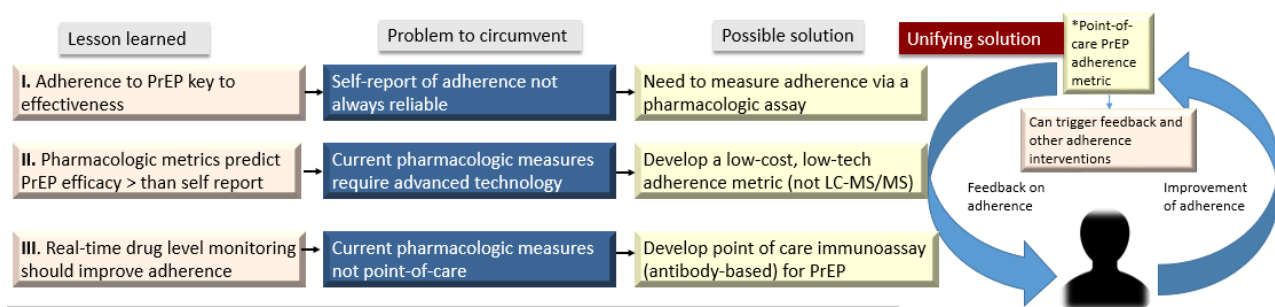 Lesson learned
Problem to circumvent
Possible solution
Unifying solution
*Point-of-
care PrEP
adherence
metric
I. Adherence to PrEP key to
effectiveness
Self-report of adherence not
always reliable
Need to measure adherence via a
pharmacologic assay
Can trigger feedback and
other adherence
interventions
II. Pharmacologic metrics predict
PrEP efficacy > than self report
Current pharmacologic measures
require advanced technology
Develop a low-cost, low-tech
adherence metric (not LC-MS/MS)
Feedback on
adherence
Improvement
of adherence
III. Real-time drug level monitoring
should improve adherence
Current pharmacologic measures
not point-of-care
Develop point of care immunoassay
(antibody-based) for PrEP